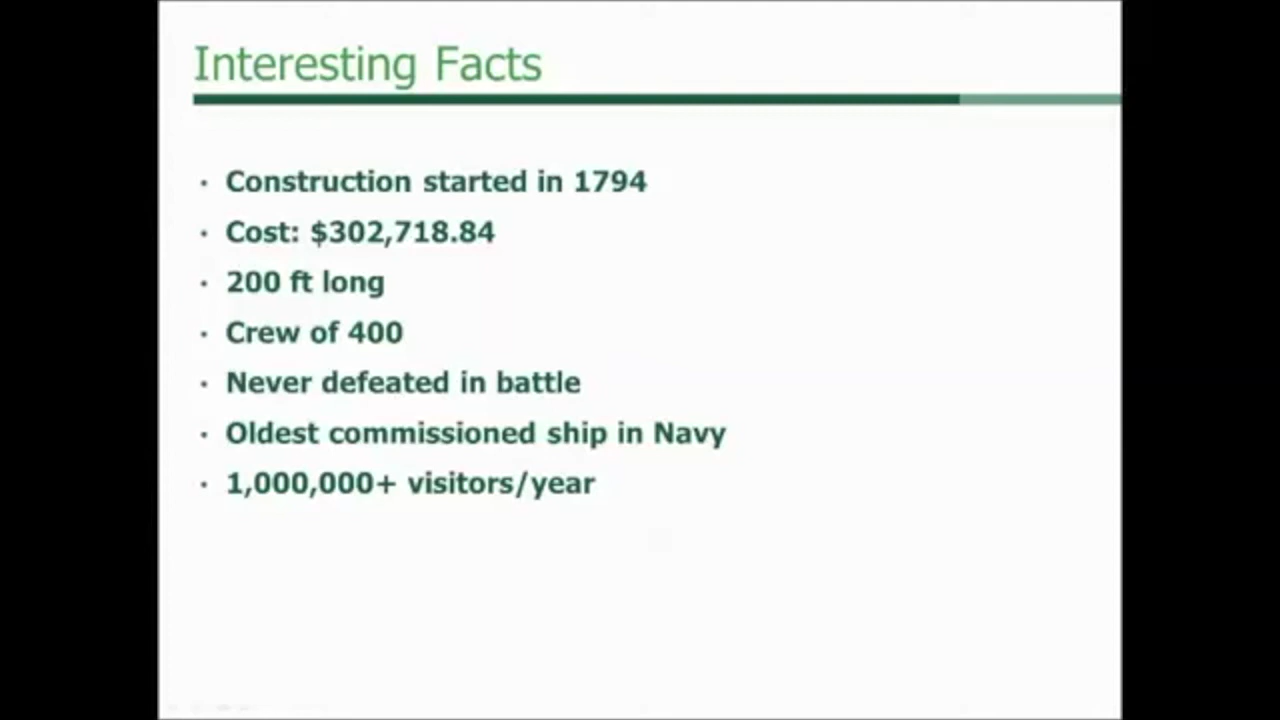 Interesting Facts
· Construction started in 1794
· Cost: $302,718.84
· 200 ft long
· Crew of 400
· Never defeated in battle
· Oldest commissioned ship in Navy
· 1,000,000+ visitors/year